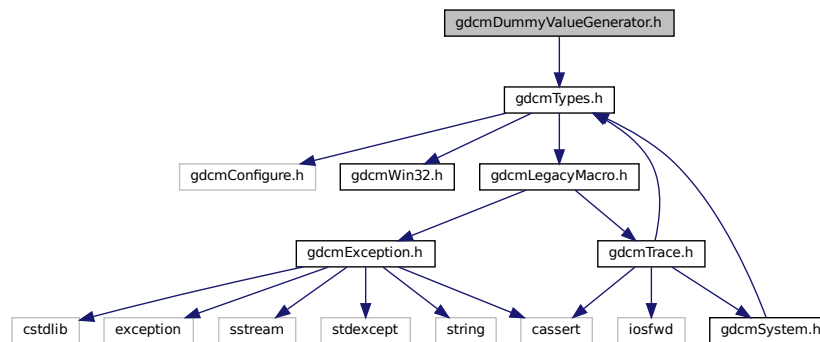 gdcmDummyValueGenerator.h
gdcmTypes.h
gdcmConfigure.h
gdcmWin32.h
gdcmLegacyMacro.h
gdcmException.h
gdcmTrace.h
cstdlib
exception
sstream
stdexcept
string
cassert
iosfwd
gdcmSystem.h